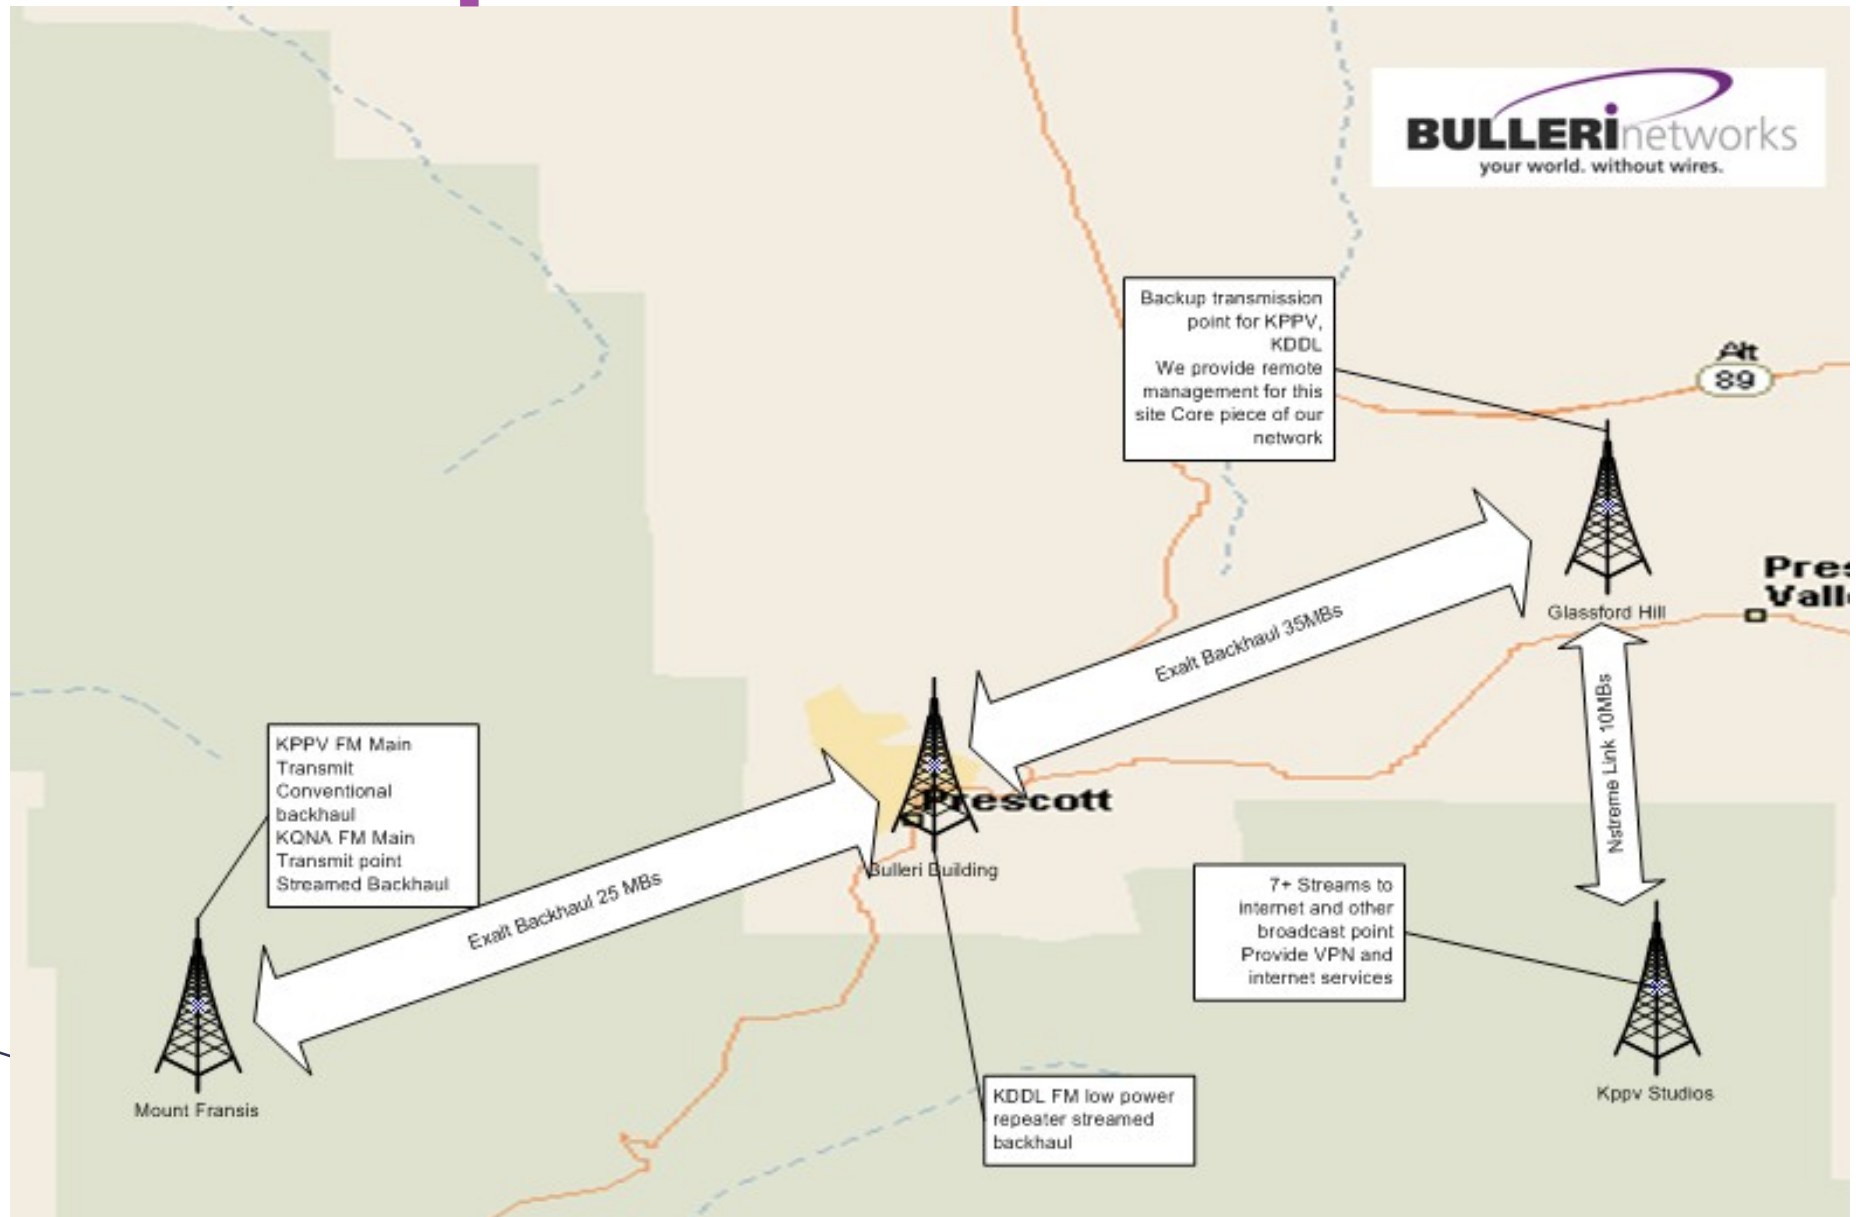 BULLERInetworks
your world. without wires.
Backup transmission
point for KPPV,
KDDL
We provide remote
management for this
site Core piece of our
network
Alt
89
Glassford Hill
Exalt Backhaul 35MBs
Nstreme Link 10MBs
KPPV FM Main
Transmit
Conventional
backhaul
KQNA FM Main
Transmit point
Streamed Backhaul
Prescott
Bulleri Building
Exalt Backhaul 25 MBs
7+ Streams to
internet and other
broadcast point
Provide VPN and
internet services
Mount Fransis
KDDL FM low power
repeater streamed
backhaul
Kppv Studios